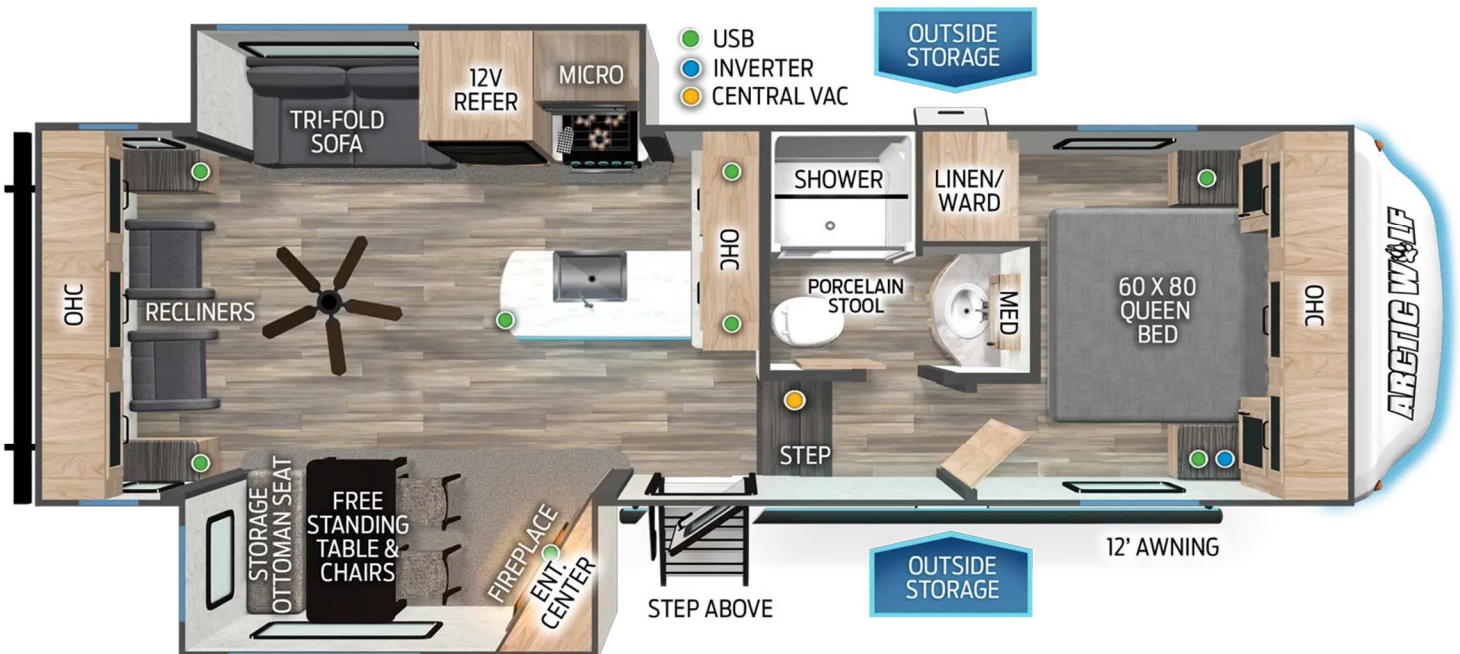 USB
INVERTER
CENTRAL VAC
OUTSIDE
STORAGE
12V
REFER
MICRO
TRI-FOLD
SOFA
OHC
RECLINERS
OHC
SHOWER
LINEN/
WARD
PORCELAIN
STOOL
MED
60 X 80
QUEEN
BED
OHC
ARCTIC WOLF
STEP
STORAGE
OTTOMAN SEAT
FREE
STANDING
TABLE &
CHAIRS
FIREPLACE
ENT.
CENTER
STEP ABOVE
OUTSIDE
STORAGE
12' AWNING